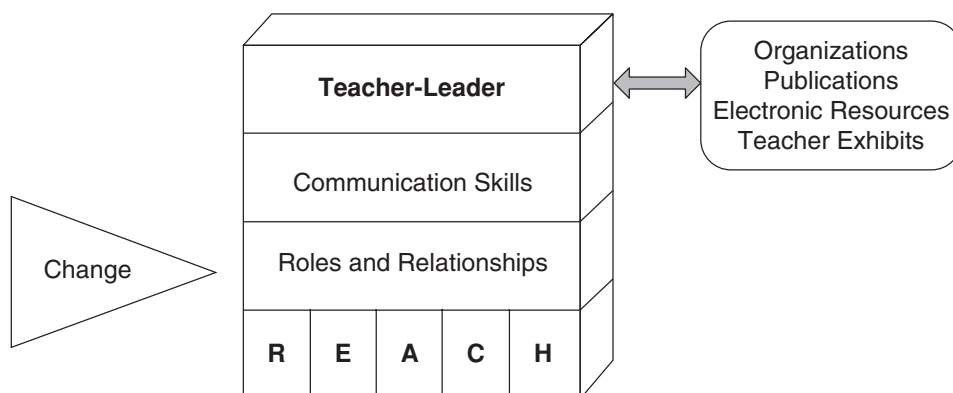 Teacher-Leader
Organizations
Publications
Electronic Resources
Teacher Exhibits
Communication Skills
Change
Roles and Relationships
R E A C H